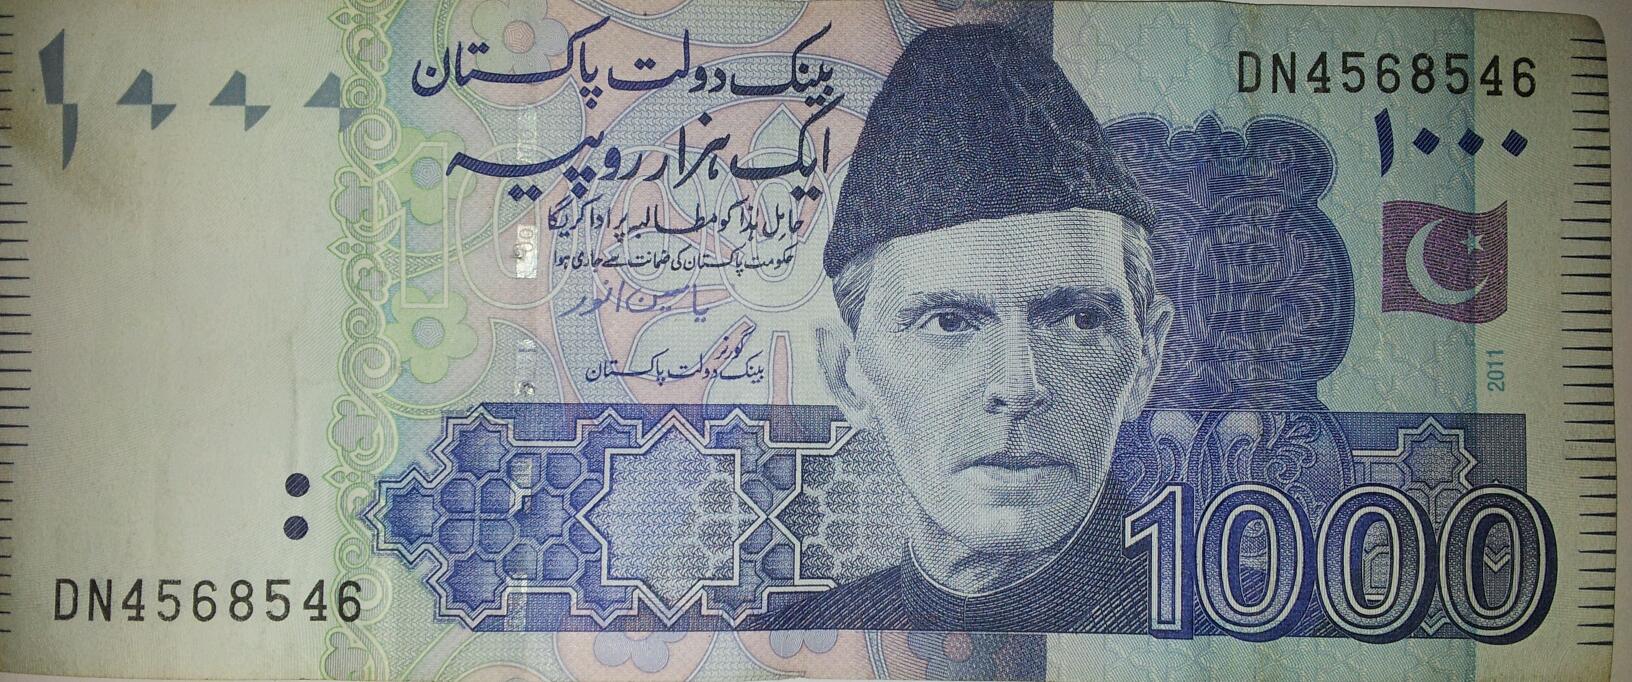 بینک دولت پاکستان
ایک ہزار روپیہ
حامل ہٰذا کو مطالبہ پر ادا کریگا
حکومت پاکستان کی ضمانت سے جاری ہوا
یاسین انور
گورنر
بینک دولت پاکستان
DN4568546
۱۰۰۰
2011
1000
DN4568546